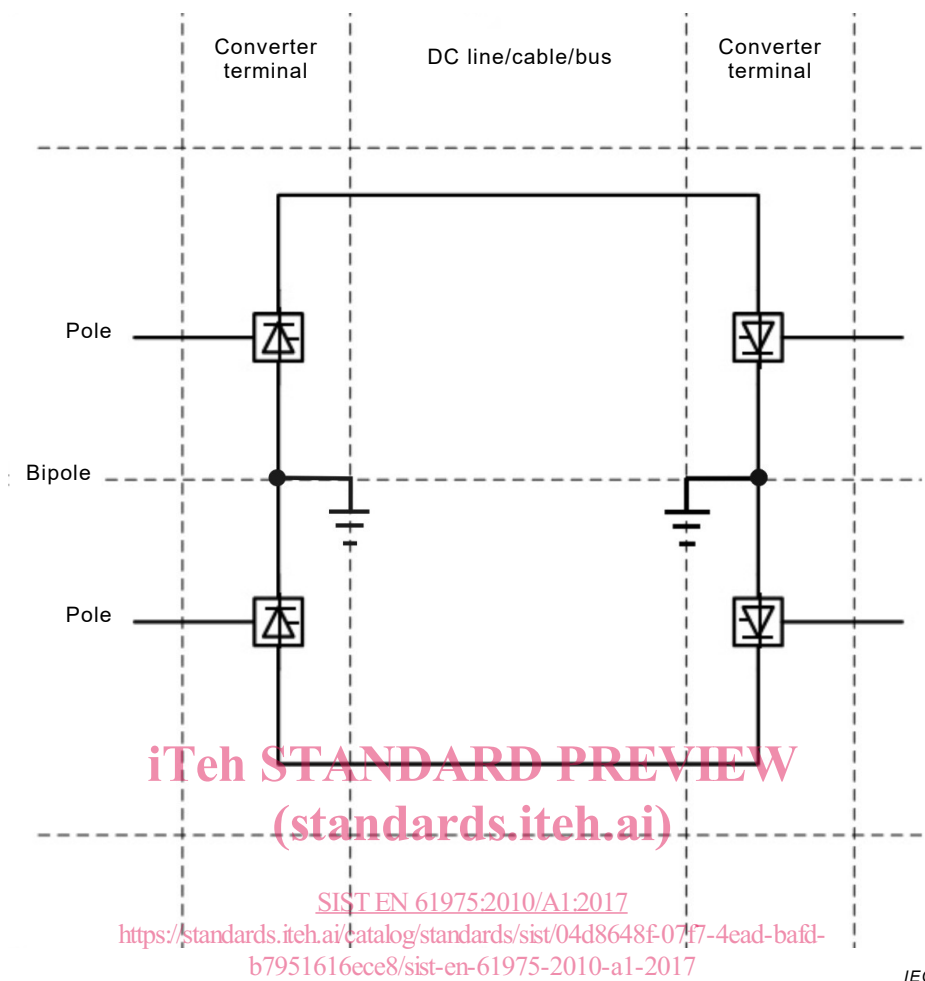 Converter
terminal
DC line/cable/bus
Converter
terminal
Pole
Bipole
Pole
iTeh STANDARD PREVIEW
(standards.iteh.ai)
SIST EN 61975:2010/A1:2017
https://standards.iteh.ai/catalog/standards/sist/04d8648f-07f7-4ead-bafd-
b7951616ece8/sist-en-61975-2010-a1-2017
IEC